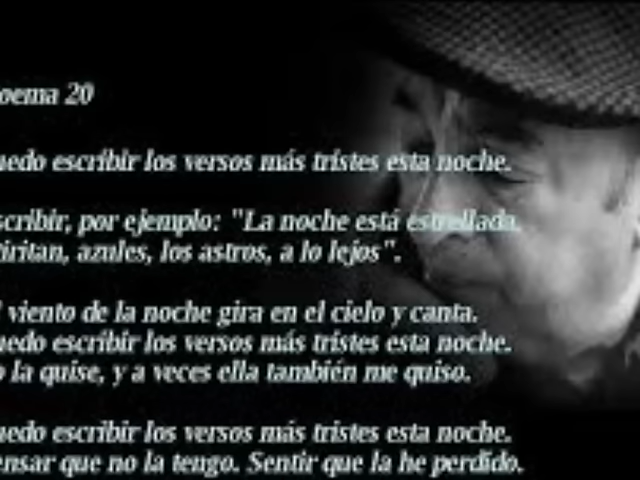 oema 20
uedo escribir los versos más tristes esta noche.
scribir, por ejemplo: "La noche está estrellada,
tiritan, azules, los astros, a lo lejos".
l viento de la noche gira en el cielo y canta.
uedo escribir los versos más tristes esta noche.
o la quise, y a veces ella también me quiso.
uedo escribir los versos más tristes esta noche.
ensar que no la tengo. Sentir que la he perdido.